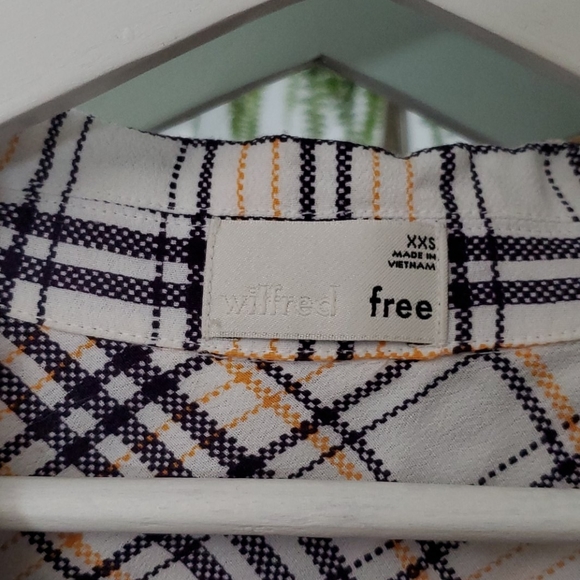 XXS
MADE IN
VIETNAM
wilfred free